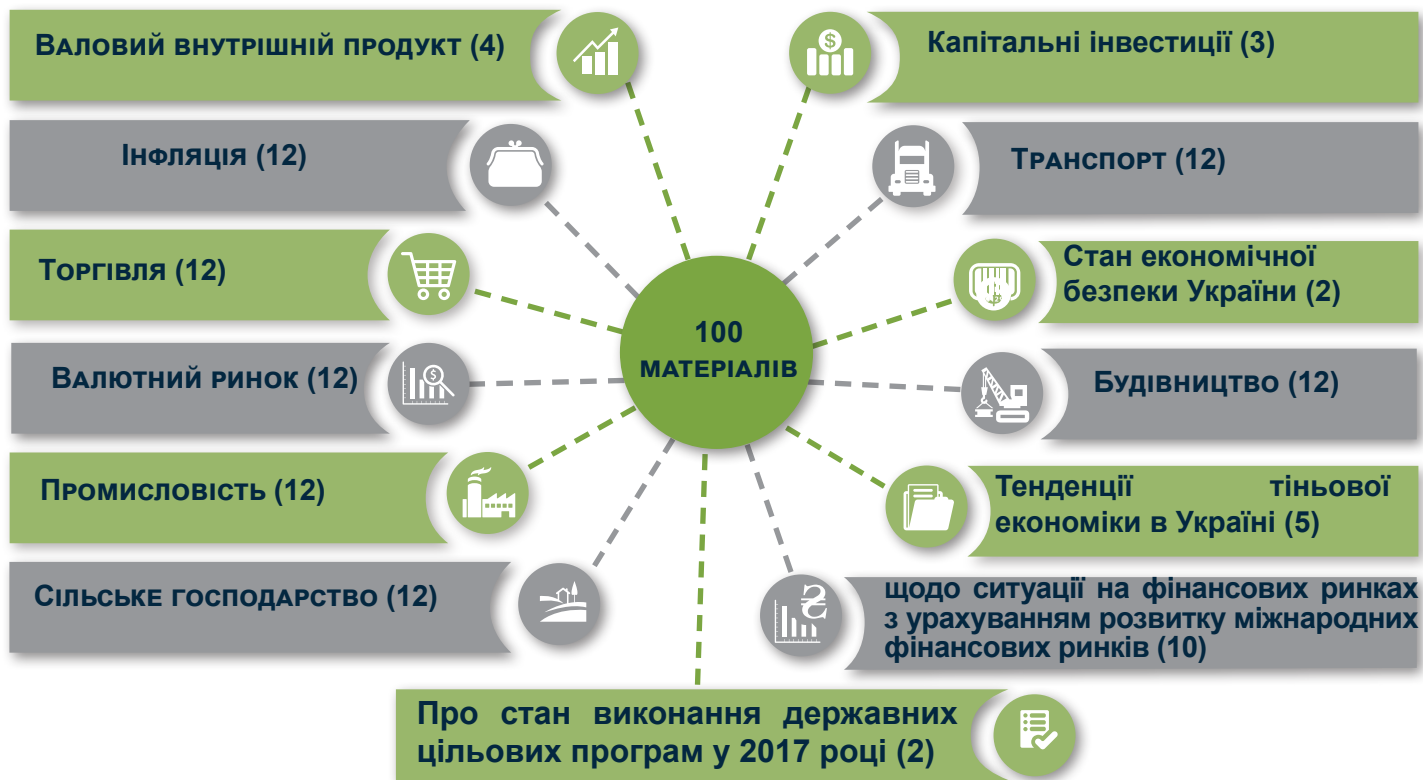 Валовий внутрішній продукт (4)
Інфляція (12)
Торгівля (12)
Валютний ринок (12)
Промисловість (12)
Сільське господарство (12)
100
матеріалів
Капітальні інвестиції (3)
Транспорт (12)
Стан економічної
безпеки України (2)
Будівництво (12)
Тенденції тіньової
економіки в Україні (5)
щодо ситуації на фінансових ринках
з урахуванням розвитку міжнародних
фінансових ринків (10)
Про стан виконання державних
цільових програм у 2017 році (2)